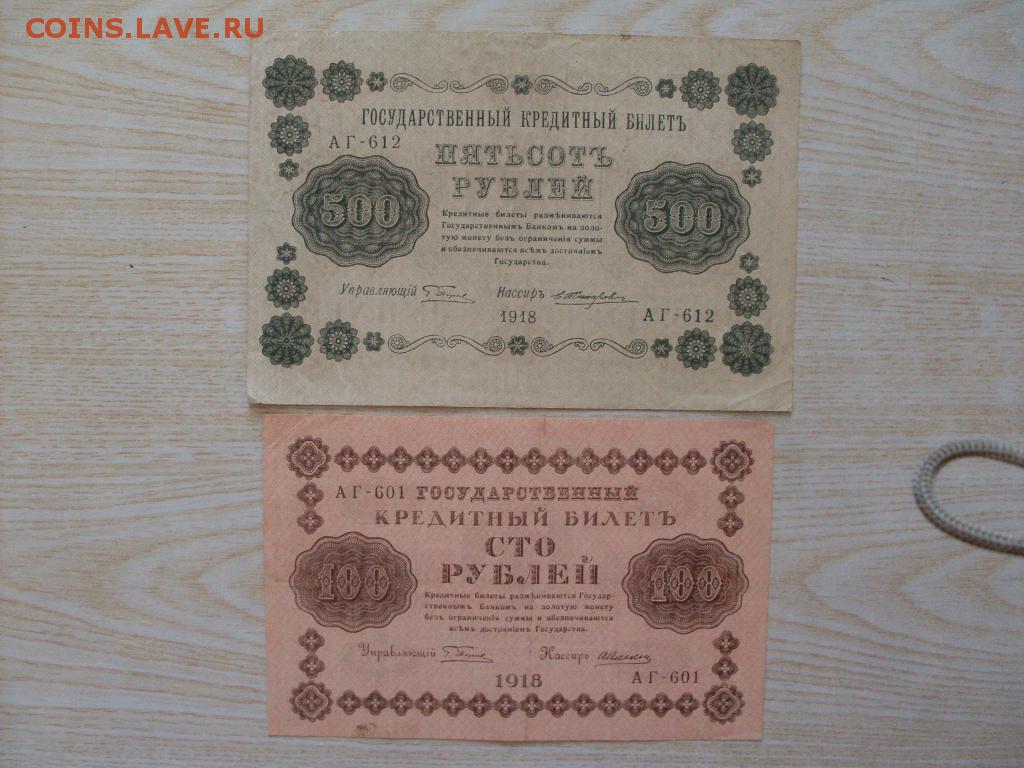 COINS.LAVE.RU
ГОСУДАРСТВЕННЫЙ КРЕДИТНЫЙ БИЛЕТЪ
АГ-612
ПЯТЬСОТЪ
РУБЛЕЙ
500
500
Кредитные билеты размѣниваются
Государственнымъ Банкомъ на золо-
тую монету безъ ограниченія суммы
и обезпечиваются всѣмъ достояніемъ
Государства.
Управляющій
Кассиръ
1918
АГ-612
АГ-601 ГОСУДАРСТВЕННЫЙ
КРЕДИТНЫЙ БИЛЕТЪ
СТО
РУБЛЕЙ
100
100
Кредитные билеты размѣниваются Государ-
ственнымъ Банкомъ на золотую монету
безъ ограниченія суммы и обезпечиваются
всѣмъ достояніемъ Государства.
Управляющій
Кассиръ
1918
АГ-601